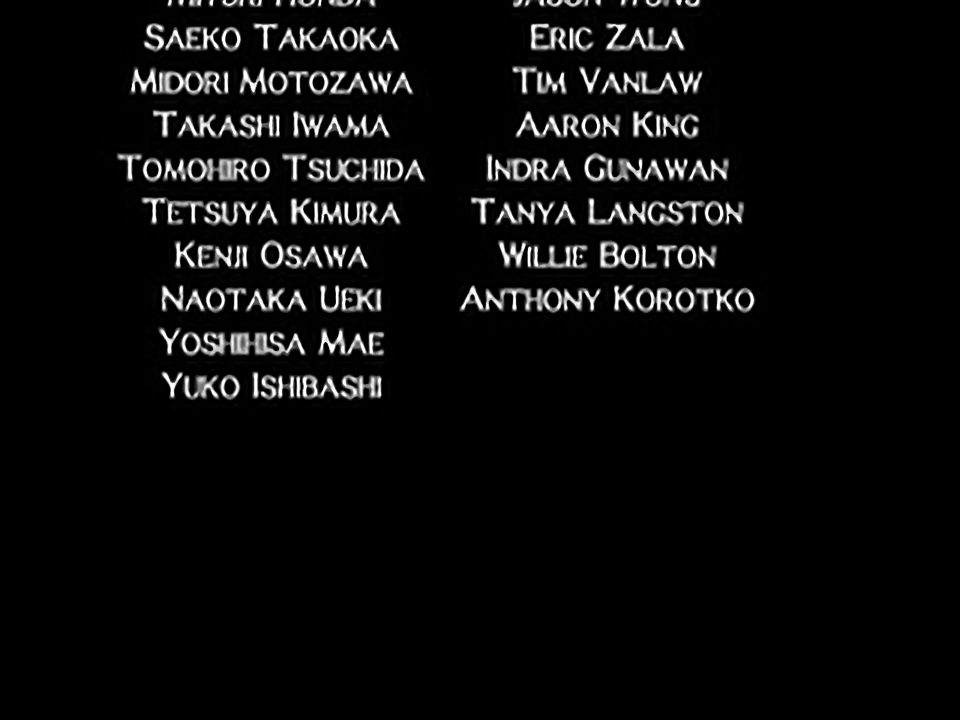 Saeko Takaoka
Midori Motozawa
Takashi Iwama
Tomohiro Tsuchida
Tetsuya Kimura
Kenji Osawa
Naotaka Ueki
Yoshihisa Mae
Yuko Ishibashi
Eric Zala
Tim Vanlaw
Aaron King
Indra Gunawan
Tanya Langston
Willie Bolton
Anthony Korotko